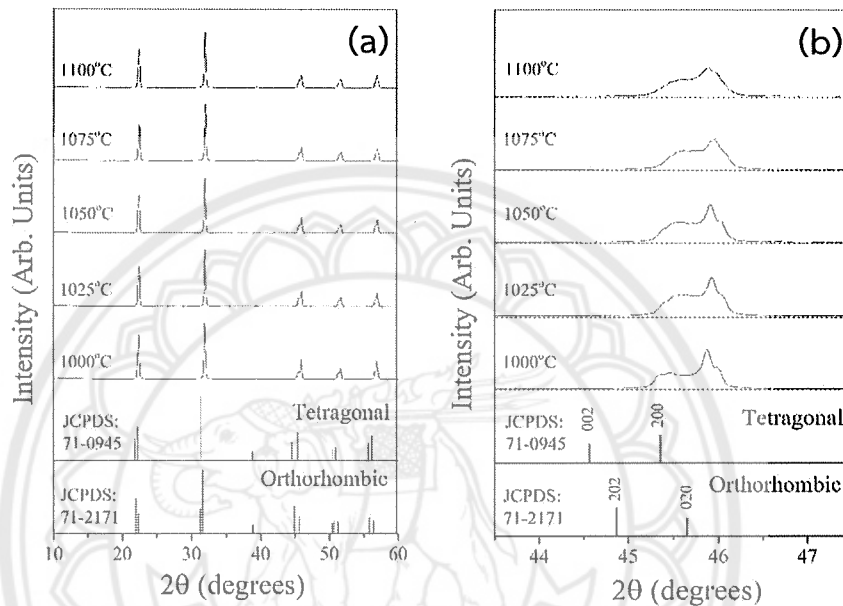 (a)
1100°C
1075°C
1050°C
1025°C
1000°C
Tetragonal
JCPDS:
71-0945
Orthorhombic
JCPDS:
71-2171
10 20 30 40 50 60
2θ (degrees)
Intensity (Arb. Units)
(b)
1100°C
1075°C
1050°C
1025°C
1000°C
JCPDS:
71-0945
002
200
Tetragonal
Orthorhombic
JCPDS:
71-2171
202
020
44 45 46 47
2θ (degrees)
Intensity (Arb. Units)